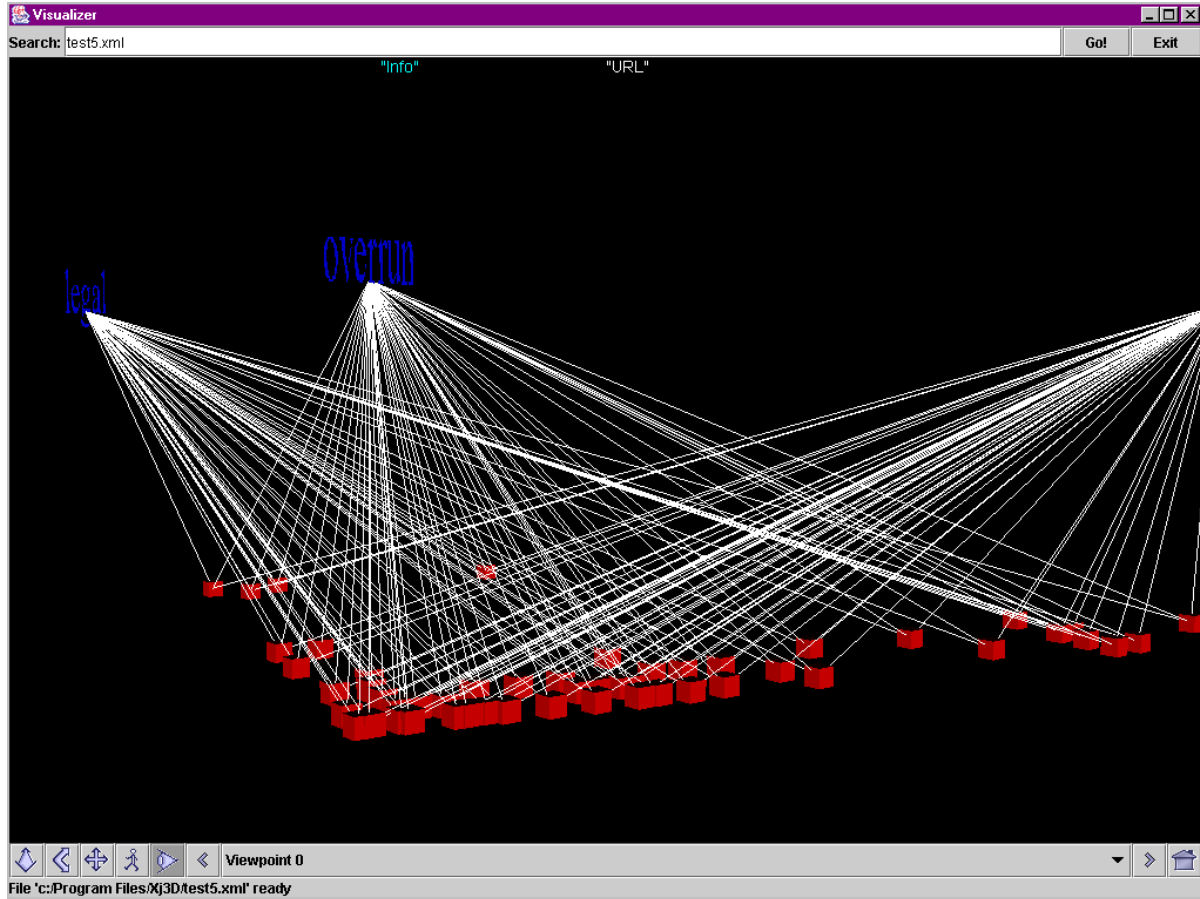 Visualizer
Search: test5.xml Go! Exit
"Info" "URL"
overrun
legal
Viewpoint 0
File 'c:/Program Files/Xj3D/test5.xml' ready